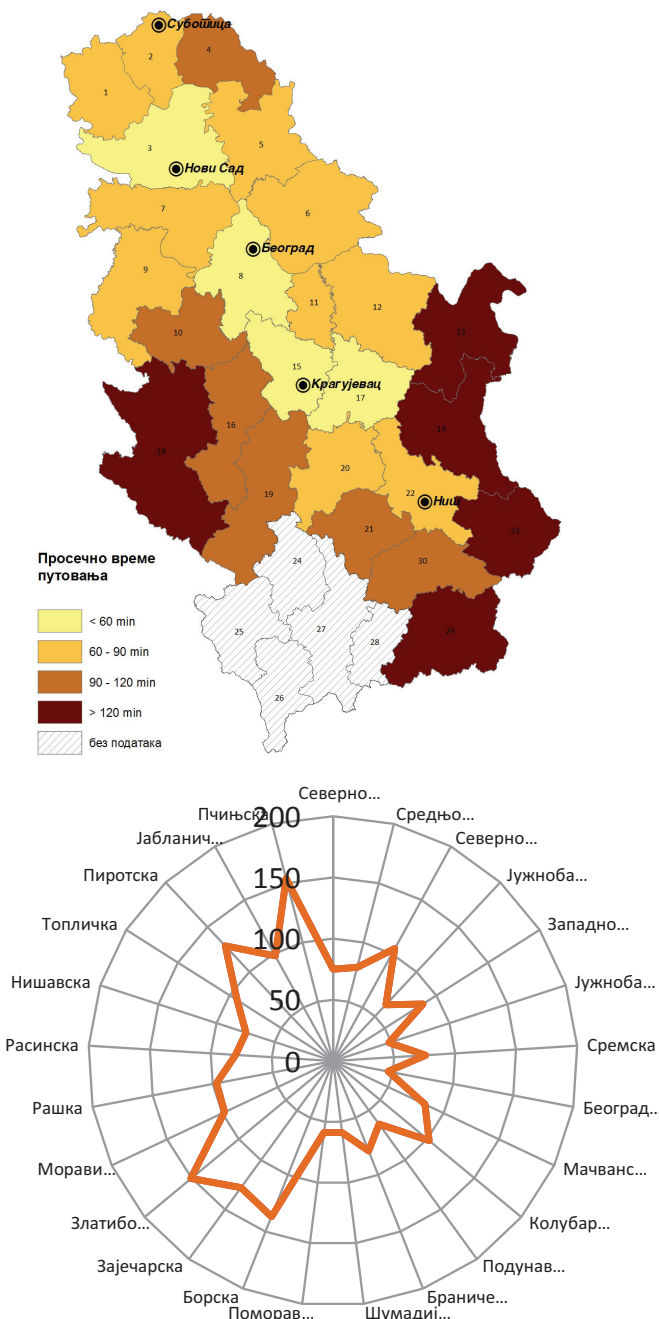 Суботица
4
2
1
5
3
Нови Сад
7
6
Београд
9
8
11
12
13
10
15
Крагујевац
17
16
14
18
20
22
Ниш
19
21
23
30
24
25
27
28
29
26
Просечно време
путовања
< 60 min
60 - 90 min
90 - 120 min
> 120 min
без података
Северно...
Средњо...
Северно...
Јужноба...
Западно...
Јужноба...
Сремска
Београд...
Мачванс...
Колубар...
Подунав...
Браниче...
Шумадиј...
Поморав...
Борска
Зајечарска
Златибо...
Морави...
Рашка
Расинска
Нишавска
Топличка
Пиротска
Јабланич...
Пчињска
200
150
100
50
0